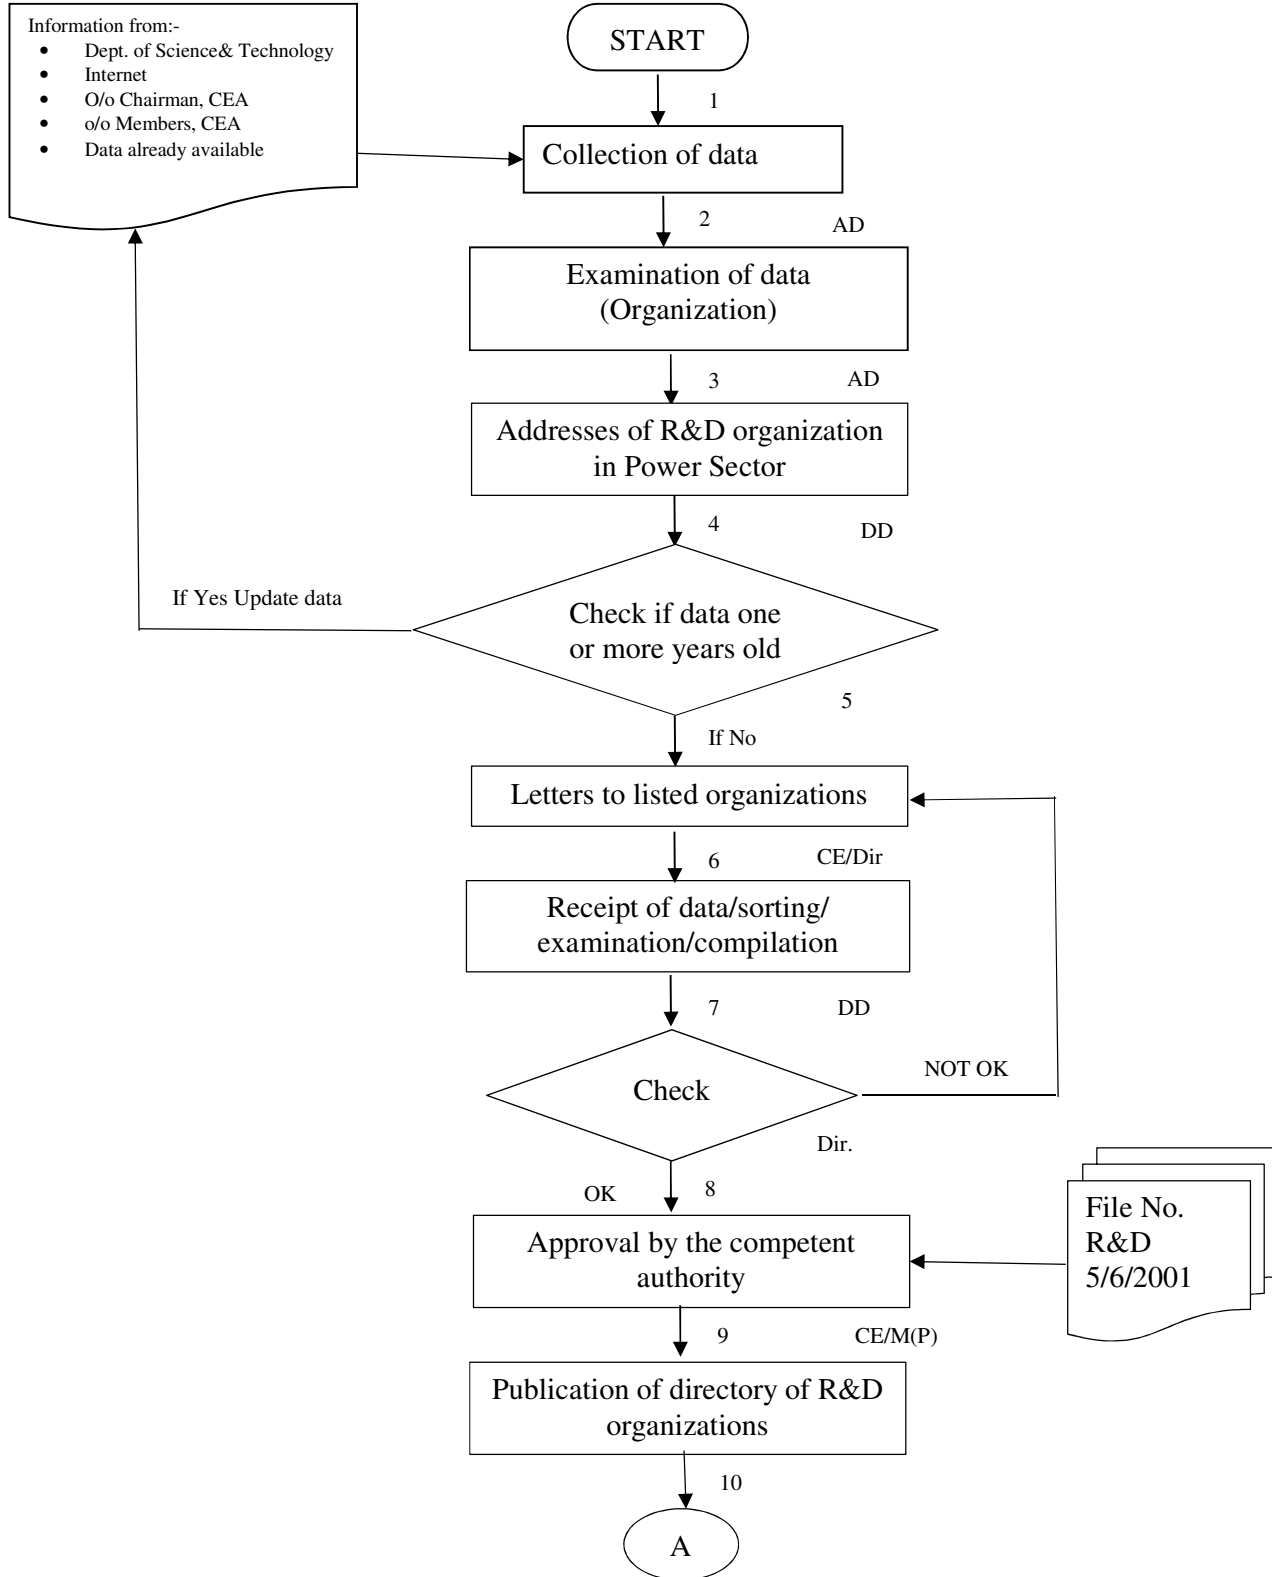 Information from:-
• Dept. of Science& Technology
• Internet
• O/o Chairman, CEA
• o/o Members, CEA
• Data already available
START
1
Collection of data
2
AD
Examination of data
(Organization)
3
AD
Addresses of R&D organization
in Power Sector
4
DD
If Yes Update data
Check if data one
or more years old
5
If No
Letters to listed organizations
6
CE/Dir
Receipt of data/sorting/
examination/compilation
7
DD
Check
NOT OK
Dir.
OK
8
Approval by the competent
authority
File No.
R&D
5/6/2001
9
CE/M(P)
Publication of directory of R&D
organizations
10
A